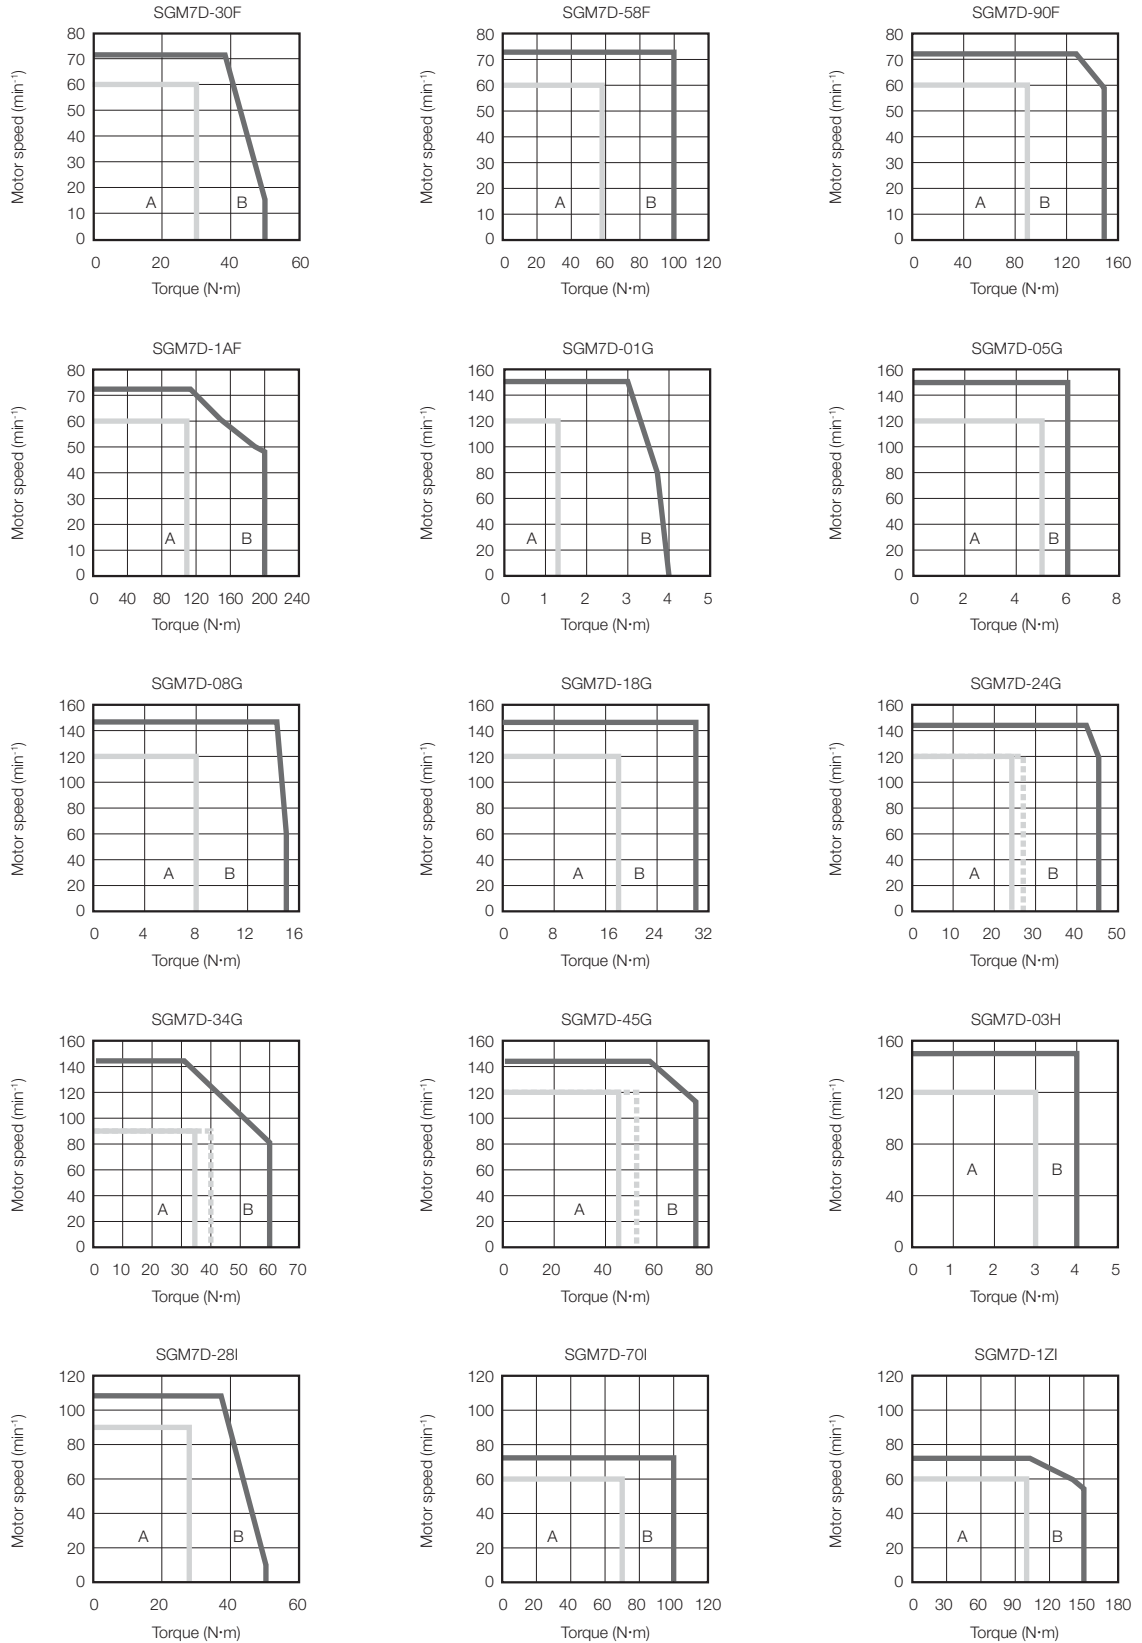 SGM7D-30F
Motor speed (min⁻¹)
80
70
60
50
40
30
20
10
0
A
B
0 20 40 60
Torque (N•m)
SGM7D-58F
Motor speed (min⁻¹)
80
70
60
50
40
30
20
10
0
A
B
0 20 40 60 80 100 120
Torque (N•m)
SGM7D-90F
Motor speed (min⁻¹)
80
70
60
50
40
30
20
10
0
A
B
0 40 80 120 160
Torque (N•m)
SGM7D-1AF
Motor speed (min⁻¹)
80
70
60
50
40
30
20
10
0
A
B
0 40 80 120 160 200 240
Torque (N•m)
SGM7D-01G
Motor speed (min⁻¹)
160
140
120
100
80
60
40
20
0
A
B
0 1 2 3 4 5
Torque (N•m)
SGM7D-05G
Motor speed (min⁻¹)
160
140
120
100
80
60
40
20
0
A
B
0 2 4 6 8
Torque (N•m)
SGM7D-08G
Motor speed (min⁻¹)
160
140
120
100
80
60
40
20
0
A
B
0 4 8 12 16
Torque (N•m)
SGM7D-18G
Motor speed (min⁻¹)
160
140
120
100
80
60
40
20
0
A
B
0 8 16 24 32
Torque (N•m)
SGM7D-24G
Motor speed (min⁻¹)
160
140
120
100
80
60
40
20
0
A
B
0 10 20 30 40 50
Torque (N•m)
SGM7D-34G
Motor speed (min⁻¹)
160
140
120
100
80
60
40
20
0
A
B
0 10 20 30 40 50 60 70
Torque (N•m)
SGM7D-45G
Motor speed (min⁻¹)
160
140
120
100
80
60
40
20
0
A
B
0 20 40 60 80
Torque (N•m)
SGM7D-03H
Motor speed (min⁻¹)
160
120
80
40
0
A
B
0 1 2 3 4 5
Torque (N•m)
SGM7D-28I
Motor speed (min⁻¹)
120
100
80
60
40
20
0
A
B
0 20 40 60
Torque (N•m)
SGM7D-70I
Motor speed (min⁻¹)
120
100
80
60
40
20
0
A
B
0 20 40 60 80 100 120
Torque (N•m)
SGM7D-1ZI
Motor speed (min⁻¹)
120
100
80
60
40
20
0
A
B
0 30 60 90 120 150 180
Torque (N•m)